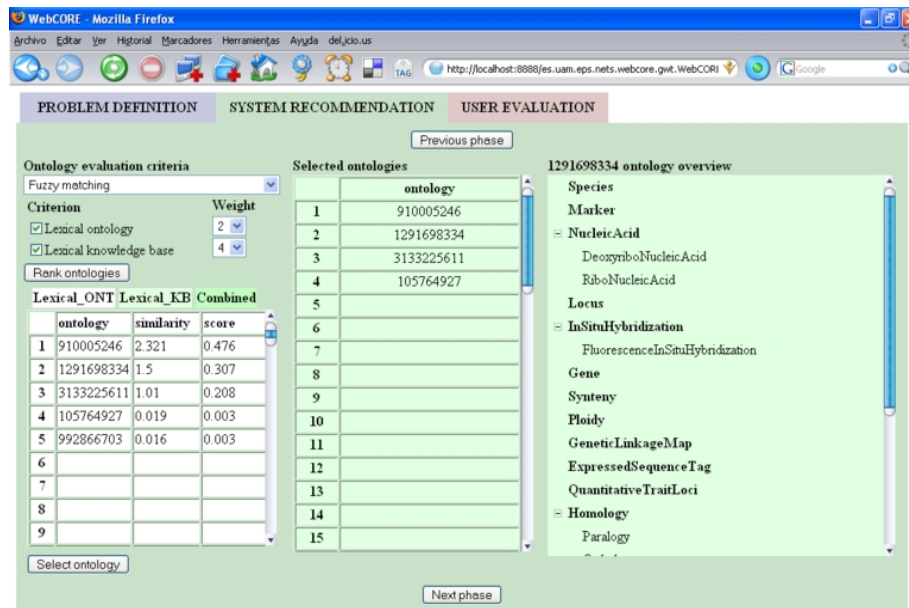 WebCORE - Mozilla Firefox
Archivo Editar Ver Historial Marcadores Herramientas Ayuda del.icio.us
TAG http://localhost:8888/es.uam.eps.nets.webcore.gwt.WebCORI Google
PROBLEM DEFINITION SYSTEM RECOMMENDATION USER EVALUATION
Previous phase
Ontology evaluation criteria
Fuzzy matching
Criterion Weight
Lexical ontology 2
Lexical knowledge base 4
Rank ontologies
Lexical_ONT Lexical_KB Combined
ontology similarity score
1 910005246 2.321 0.476
2 1291698334 1.5 0.307
3 3133225611 1.01 0.208
4 105764927 0.019 0.003
5 992866703 0.016 0.003
6
7
8
9
Select ontology
Selected ontologies
ontology
1 910005246
2 1291698334
3 3133225611
4 105764927
5
6
7
8
9
10
11
12
13
14
15
1291698334 ontology overview
Species
Marker
NucleicAcid
DeoxyriboNucleicAcid
RiboNucleicAcid
Locus
InSituHybridization
FluorescenceInSituHybridization
Gene
Synteny
Ploidy
GeneticLinkageMap
ExpressedSequenceTag
QuantitativeTraitLoci
Homology
Paralogy
Next phase